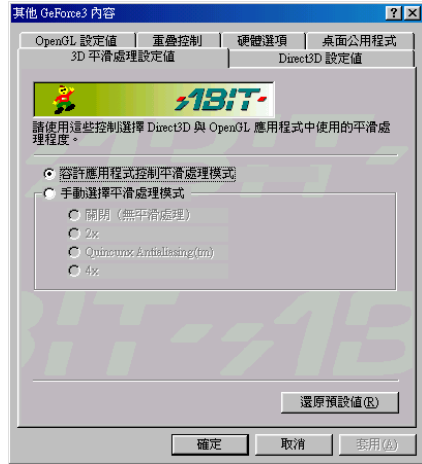 其他 GeForce3 內容
OpenGL 設定值 重疊控制 硬體選項 桌面公用程式
3D 平滑處理設定值 Direct3D 設定值
ABIT
請使用這些控制選擇 Direct3D 與 OpenGL 應用程式中使用的平滑處
理程度。
容許應用程式控制平滑處理模式
手動選擇平滑處理模式
關閉（無平滑處理）
2x
Quincunx Antialiasing(tm)
4x
還原預設值(R)
確定 取消 套用(A)